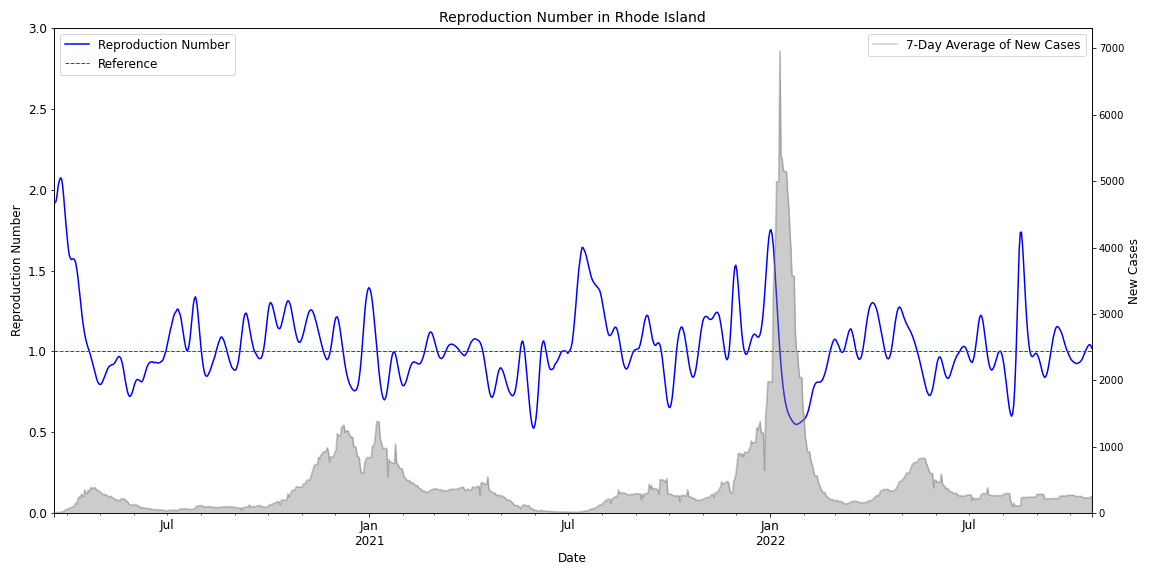 Reproduction Number in Rhode Island
Reproduction Number
Reference
7-Day Average of New Cases
3.0
2.5
2.0
1.5
1.0
0.5
0.0
Reproduction Number
7000
6000
5000
4000
3000
2000
1000
0
New Cases
Jul
Jan
2021
Jul
Jan
2022
Jul
Date